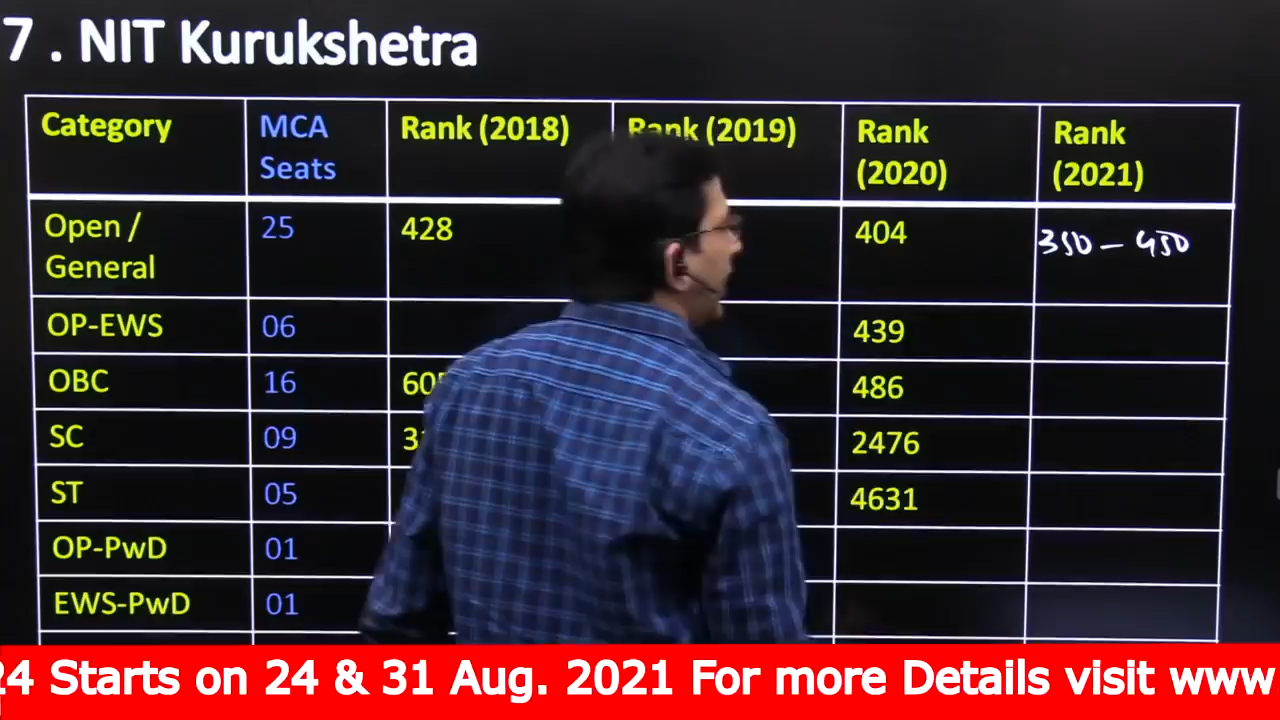 7 . NIT Kurukshetra
Category MCA Seats Rank (2018) Rank (2019) Rank (2020) Rank (2021)
Open / General 25 428 404 350 – 450
OP-EWS 06 439
OBC 16 486
SC 09 2476
ST 05 4631
OP-PwD 01
EWS-PwD 01
24 Starts on 24 & 31 Aug. 2021 For more Details visit www